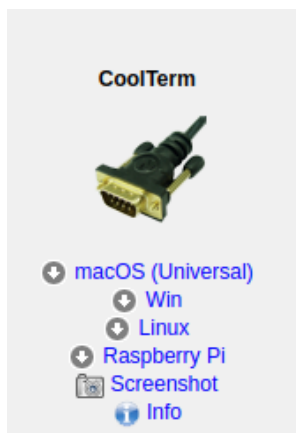 CoolTerm
macOS (Universal)
Win
Linux
Raspberry Pi
Screenshot
Info